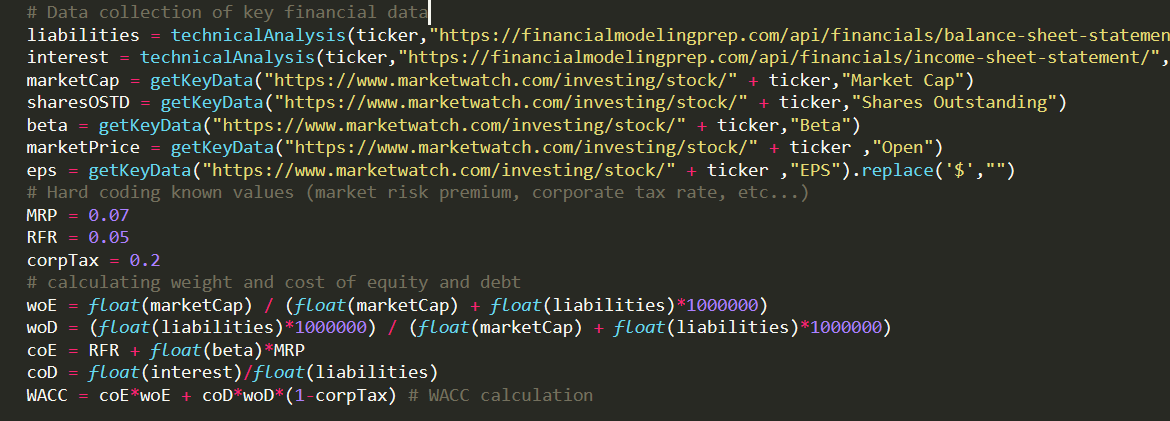 # Data collection of key financial data
liabilities = technicalAnalysis(ticker,"https://financialmodelingprep.com/api/financials/balance-sheet-statemen
interest = technicalAnalysis(ticker,"https://financialmodelingprep.com/api/financials/income-sheet-statement/",
marketCap = getKeyData("https://www.marketwatch.com/investing/stock/" + ticker,"Market Cap")
sharesOSTD = getKeyData("https://www.marketwatch.com/investing/stock/" + ticker,"Shares Outstanding")
beta = getKeyData("https://www.marketwatch.com/investing/stock/" + ticker,"Beta")
marketPrice = getKeyData("https://www.marketwatch.com/investing/stock/" + ticker ,"Open")
eps = getKeyData("https://www.marketwatch.com/investing/stock/" + ticker ,"EPS").replace('$',"")
# Hard coding known values (market risk premium, corporate tax rate, etc...)
MRP = 0.07
RFR = 0.05
corpTax = 0.2
# calculating weight and cost of equity and debt
woE = float(marketCap) / (float(marketCap) + float(liabilities)*1000000)
woD = (float(liabilities)*1000000) / (float(marketCap) + float(liabilities)*1000000)
coE = RFR + float(beta)*MRP
coD = float(interest)/float(liabilities)
WACC = coE*woE + coD*woD*(1-corpTax) # WACC calculation